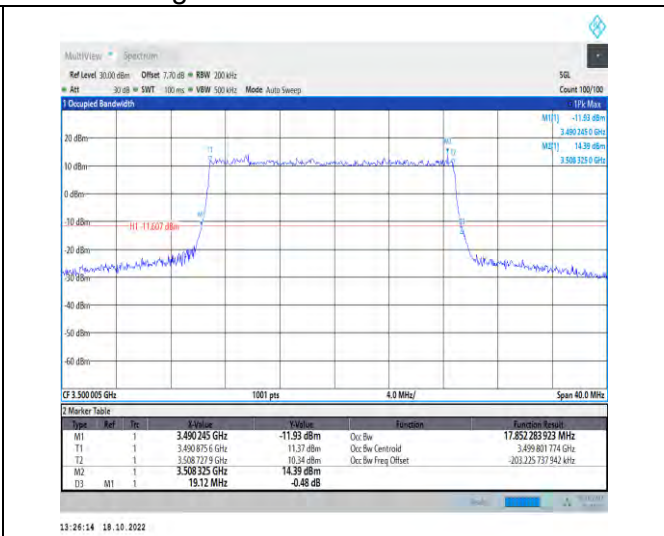 MultiView Spectrum
Ref Level 30.00 dBm Offset 7.70 dB RBW 200 kHz SGL
Att 30 dB SWT 100 ms VBW 500 kHz Mode Auto Sweep Count 100/100
1 Occupied Bandwidth 1Pk Max
M1[1] -11.93 dBm
3.490 245 0 GHz
M2[1] 14.39 dBm
3.508 325 0 GHz
20 dBm
M2
T1
T2
10 dBm
0 dBm
-10 dBm
M1
H1 -11.607 dBm
-20 dBm
-30 dBm
-40 dBm
-50 dBm
-60 dBm
CF 3.500 005 GHz 1001 pts 4.0 MHz/ Span 40.0 MHz
2 Marker Table
Type Ref Trc X-Value Y-Value Function Function Result
M1 1 3.490 245 GHz -11.93 dBm Occ Bw 17.852 283 923 MHz
T1 1 3.490 875 6 GHz 11.37 dBm Occ Bw Centroid 3.499 801 774 GHz
T2 1 3.508 727 9 GHz 10.34 dBm Occ Bw Freq Offset -203.225 737 942 kHz
M2 1 3.508 325 GHz 14.39 dBm
D3 M1 1 19.12 MHz -0.48 dB
13:26:14 18.10.2022